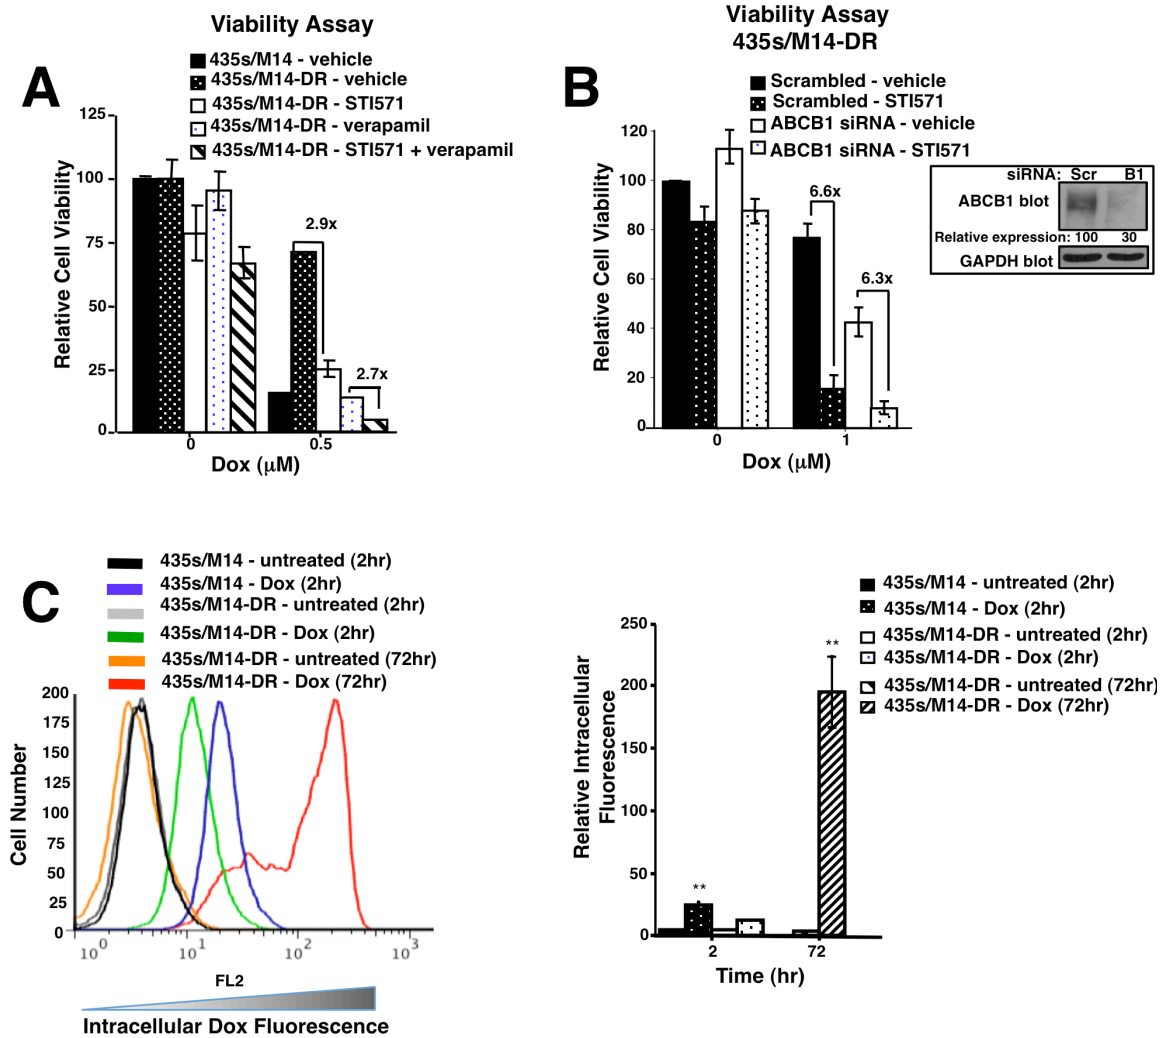 A
Viability Assay
435s/M14 - vehicle
435s/M14-DR - vehicle
435s/M14-DR - STI571
435s/M14-DR - verapamil
435s/M14-DR - STI571 + verapamil
Relative Cell Viability
125
100
75
50
25
0
2.9x
2.7x
0
0.5
Dox (μM)
B
Viability Assay
435s/M14-DR
Scrambled - vehicle
Scrambled - STI571
ABCB1 siRNA - vehicle
ABCB1 siRNA - STI571
Relative Cell Viability
120
100
80
60
40
20
0
6.6x
6.3x
0
1
Dox (μM)
siRNA: Scr B1
ABCB1 blot
Relative expression: 100 30
GAPDH blot
C
435s/M14 - untreated (2hr)
435s/M14 - Dox (2hr)
435s/M14-DR - untreated (2hr)
435s/M14-DR - Dox (2hr)
435s/M14-DR - untreated (72hr)
435s/M14-DR - Dox (72hr)
Cell Number
200
175
150
125
100
75
50
25
0
10^0
10^1
10^2
10^3
FL2
Intracellular Dox Fluorescence
435s/M14 - untreated (2hr)
435s/M14 - Dox (2hr)
435s/M14-DR - untreated (2hr)
435s/M14-DR - Dox (2hr)
435s/M14-DR - untreated (72hr)
435s/M14-DR - Dox (72hr)
Relative Intracellular
Fluorescence
250
200
150
100
50
0
**
**
2
72
Time (hr)